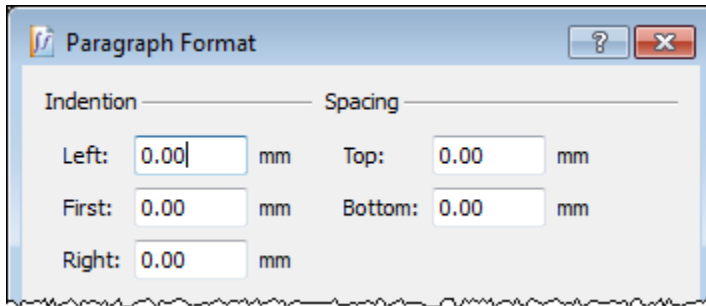 Paragraph Format ?
Indention Spacing
Left: 0.00 mm Top: 0.00 mm
First: 0.00 mm Bottom: 0.00 mm
Right: 0.00 mm